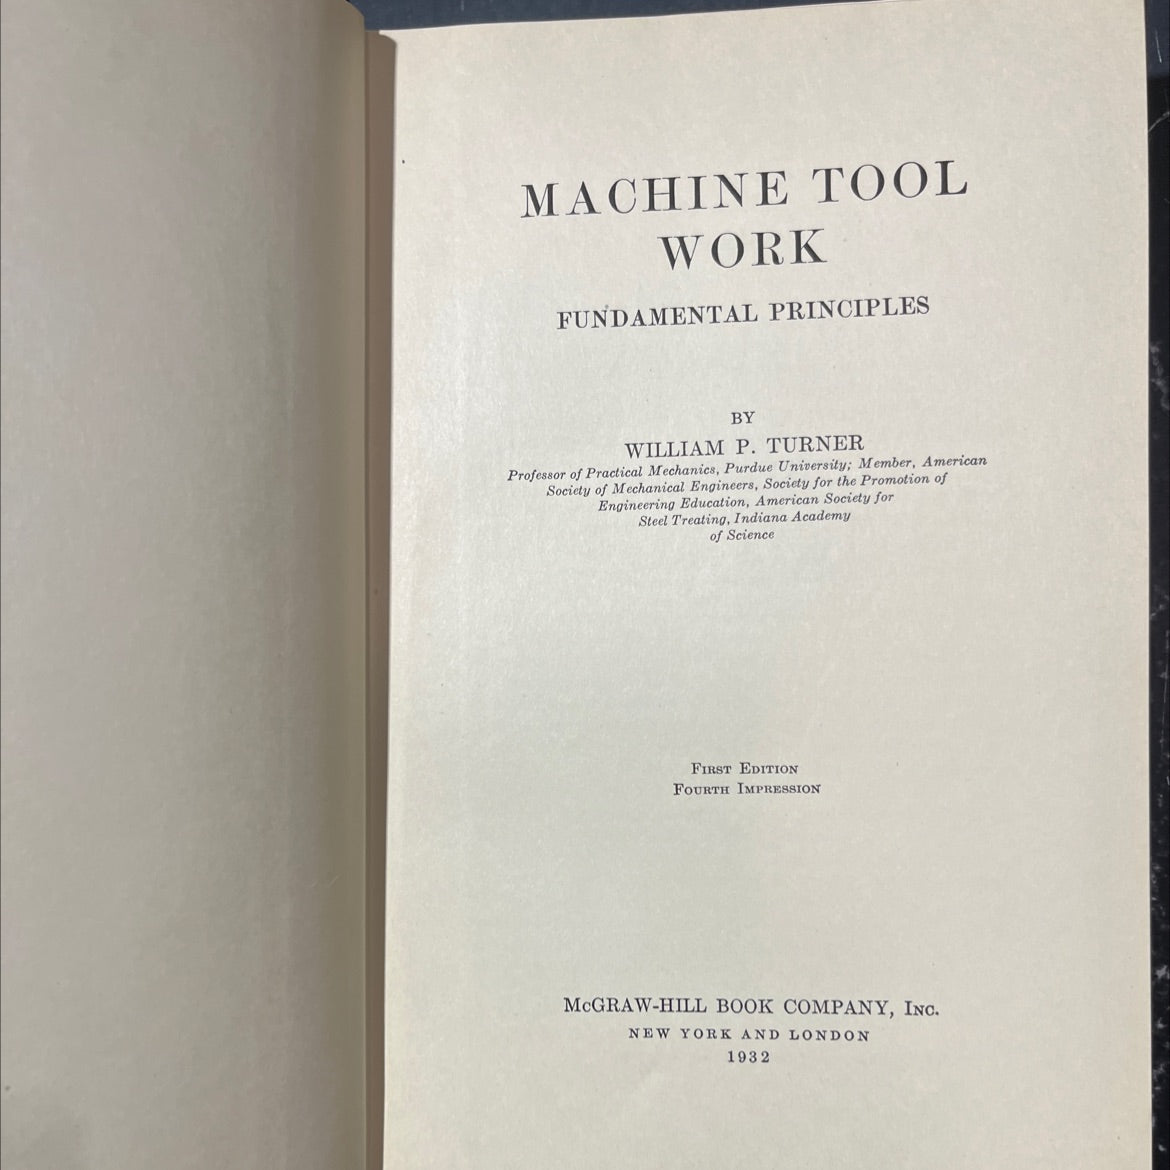 MACHINE TOOL
WORK
FUNDAMENTAL PRINCIPLES
BY
WILLIAM P. TURNER
Professor of Practical Mechanics, Purdue University; Member, American
Society of Mechanical Engineers, Society for the Promotion of
Engineering Education, American Society for
Steel Treating, Indiana Academy
of Science
First Edition
Fourth Impression
McGRAW-HILL BOOK COMPANY, Inc.
NEW YORK AND LONDON
1932